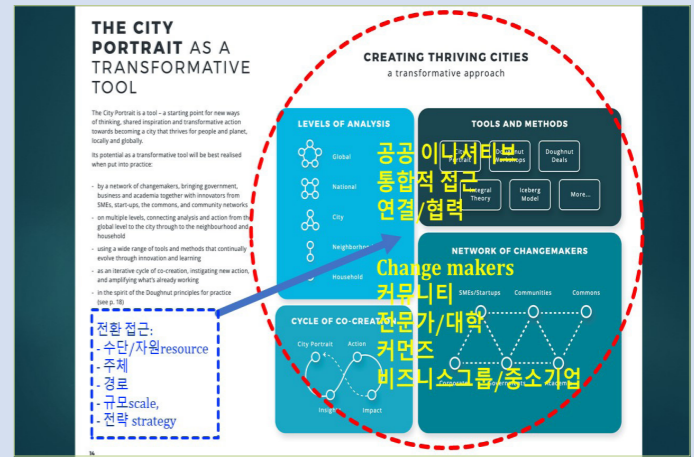 THE CITY
PORTRAIT AS A
TRANSFORMATIVE
TOOL
The City Portrait is a tool – a starting point for new ways
of thinking, shared inspiration and transformative action
towards becoming a city that thrives for people and planet,
locally and globally.
Its potential as a transformative tool will be best realised
when put into practice:
- by a network of changemakers, bringing government,
business and academia together with innovators from
SMEs, start-ups, the commons, and community networks
- on multiple levels, connecting analysis and action from the
global level to the city through to the neighbourhood and
household
- using a wide range of tools and methods that continually
evolve through innovation and learning
- as an iterative cycle of co-creation, instigating new action,
and amplifying what's already working
- in the spirit of the Doughnut principles for practice
(see p. 18)
전환 접근:
- 수단/자원resource
- 주체
- 경로
- 규모scale,
- 전략 strategy
CREATING THRIVING CITIES
a transformative approach
LEVELS OF ANALYSIS
Global
National
City
Household
TOOLS AND METHODS
Doughnut
Deals
Integral
Theory
Iceberg
Model
More...
공공 이니셔티브
통합적 접근
연결/협력
NETWORK OF CHANGEMAKERS
SMEs/Startups
Communities
Commons
Change makers
커뮤니티
전문가/대학
커먼즈
비즈니스그룹/중소기업
CYCLE OF CO-CREATION
City Portrait
Action
Insight
Impact